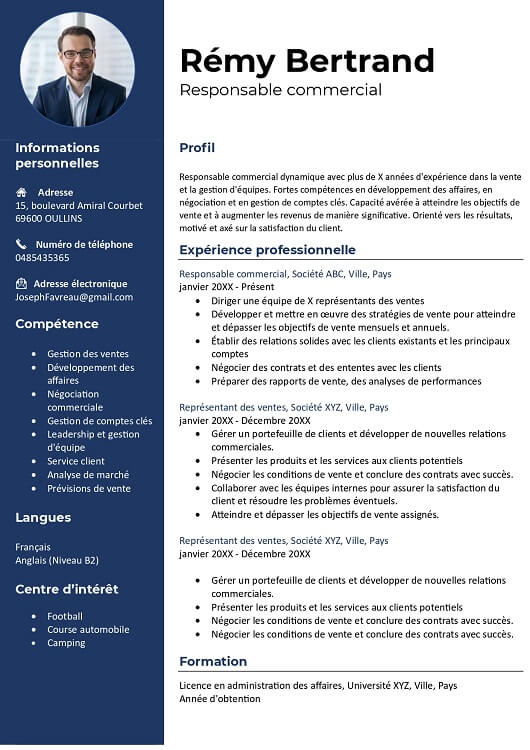 Rémy Bertrand
Responsable commercial
Informations
personnelles
Adresse
15, boulevard Amiral Courbet
69600 OULLINS
Numéro de téléphone
0485435365
Adresse électronique
JosephFavreau@gmail.com
Compétence
• Gestion des ventes
• Développement des
affaires
• Négociation
commerciale
• Gestion de comptes clés
• Leadership et gestion
d'équipe
• Service client
• Analyse de marché
• Prévisions de vente
Langues
Français
Anglais (Niveau B2)
Centre d'intérêt
• Football
• Course automobile
• Camping
Profil
Responsable commercial dynamique avec plus de X années d'expérience dans la vente
et la gestion d'équipes. Fortes compétences en développement des affaires, en
négociation et en gestion de comptes clés. Capacité avérée à atteindre les objectifs de
vente et à augmenter les revenus de manière significative. Orienté vers les résultats,
motivé et axé sur la satisfaction du client.
Expérience professionnelle
Responsable commercial, Société ABC, Ville, Pays
janvier 20XX - Présent
• Diriger une équipe de X représentants des ventes
• Développer et mettre en œuvre des stratégies de vente pour atteindre
et dépasser les objectifs de vente mensuels et annuels.
• Établir des relations solides avec les clients existants et les principaux
comptes
• Négocier des contrats et des ententes avec les clients
• Préparer des rapports de vente, des analyses de performances
Représentant des ventes, Société XYZ, Ville, Pays
janvier 20XX - Décembre 20XX
• Gérer un portefeuille de clients et développer de nouvelles relations
commerciales.
• Présenter les produits et les services aux clients potentiels
• Négocier les conditions de vente et conclure des contrats avec succès.
• Collaborer avec les équipes internes pour assurer la satisfaction du
client et résoudre les problèmes éventuels.
• Atteindre et dépasser les objectifs de vente assignés.
Représentant des ventes, Société XYZ, Ville, Pays
janvier 20XX - Décembre 20XX
• Gérer un portefeuille de clients et développer de nouvelles relations
commerciales.
• Présenter les produits et les services aux clients potentiels
• Négocier les conditions de vente et conclure des contrats avec succès.
• Négocier les conditions de vente et conclure des contrats avec succès.
Formation
Licence en administration des affaires, Université XYZ, Ville, Pays
Année d'obtention